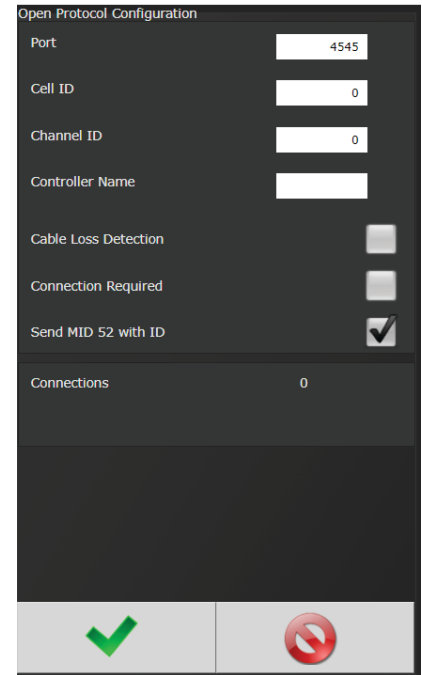 Open Protocol Configuration
Port 4545
Cell ID 0
Channel ID 0
Controller Name
Cable Loss Detection
Connection Required
Send MID 52 with ID
Connections 0